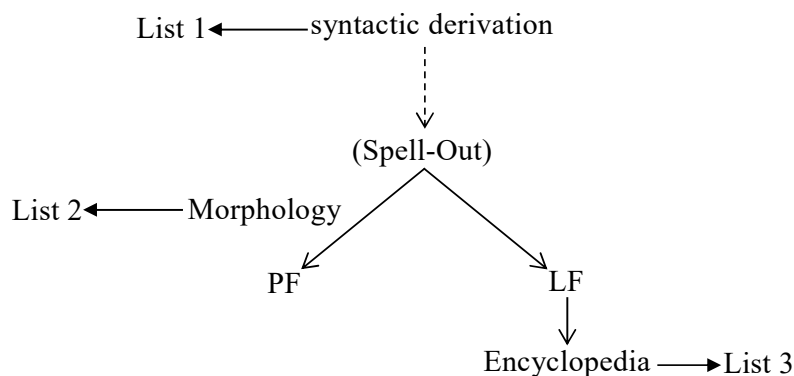 List 1 syntactic derivation
(Spell-Out)
List 2 Morphology
PF LF
Encyclopedia List 3